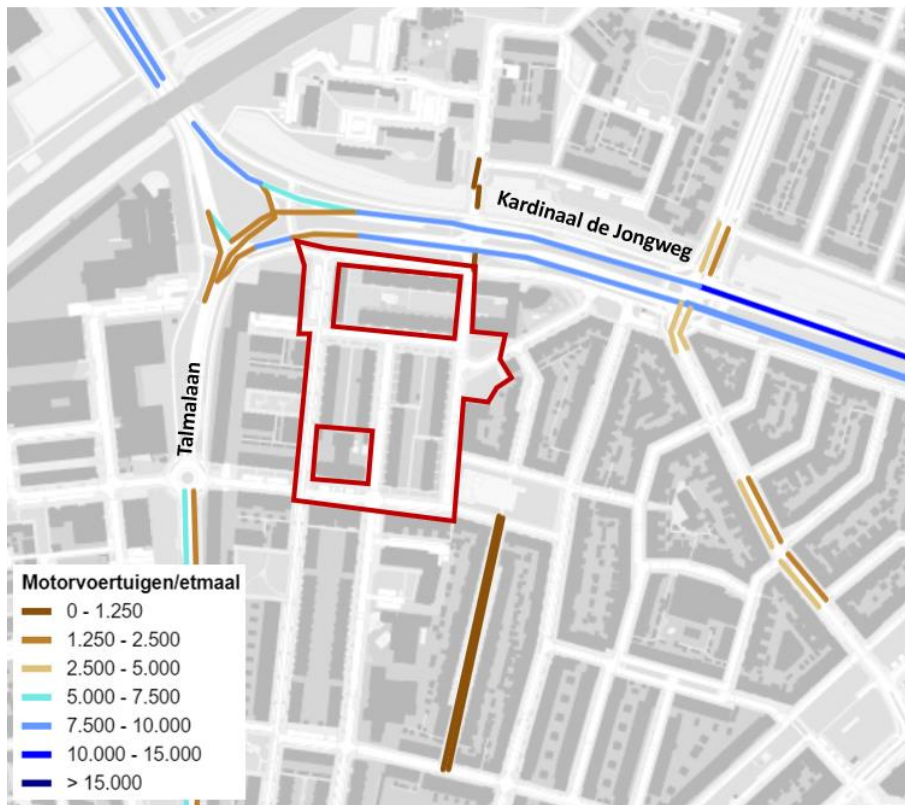 Kardinaal de Jongweg
Talmalaan
Motorvoertuigen/etmaal
0 - 1.250
1.250 - 2.500
2.500 - 5.000
5.000 - 7.500
7.500 - 10.000
10.000 - 15.000
> 15.000